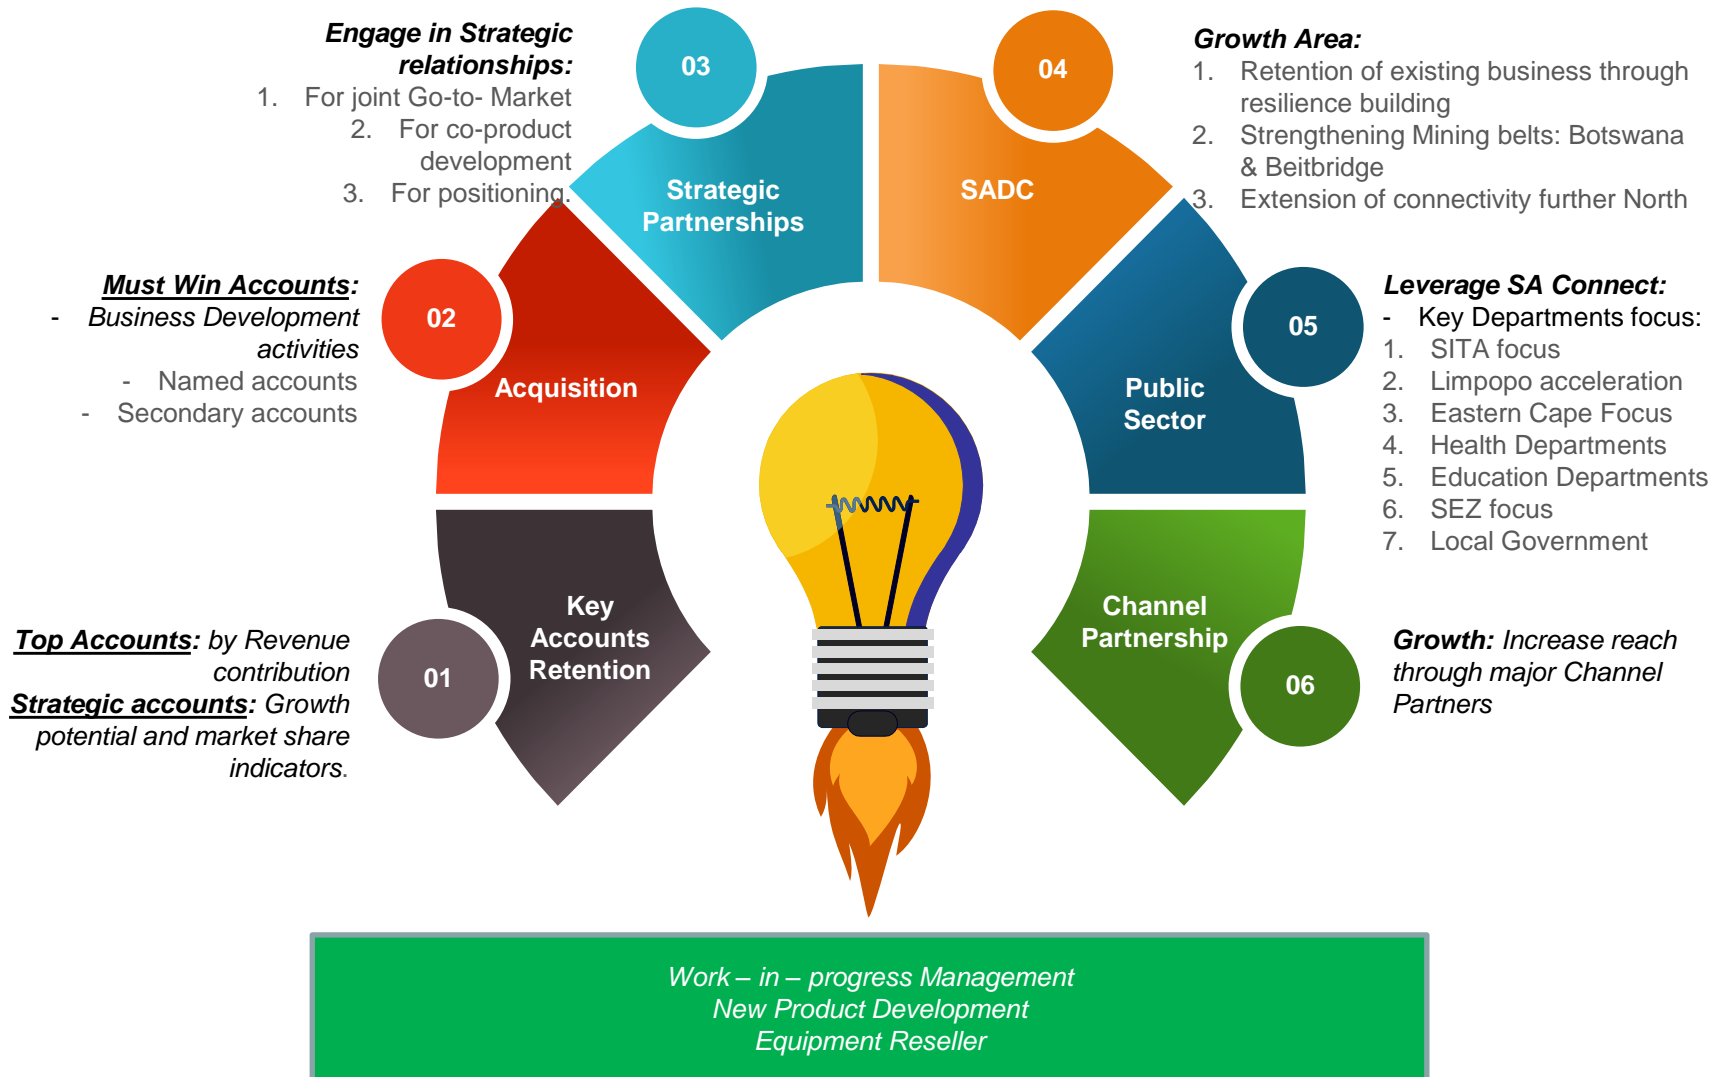 Engage in Strategic
relationships:
1. For joint Go-to- Market
2. For co-product
development
3. For positioning.
03
Strategic
Partnerships
04
SADC
Growth Area:
1. Retention of existing business through
resilience building
2. Strengthening Mining belts: Botswana
& Beitbridge
3. Extension of connectivity further North
Must Win Accounts:
- Business Development
activities
- Named accounts
- Secondary accounts
02
Acquisition
05
Public
Sector
Leverage SA Connect:
- Key Departments focus:
1. SITA focus
2. Limpopo acceleration
3. Eastern Cape Focus
4. Health Departments
5. Education Departments
6. SEZ focus
7. Local Government
Top Accounts: by Revenue
contribution
Strategic accounts: Growth
potential and market share
indicators.
01
Key
Accounts
Retention
Channel
Partnership
06
Growth: Increase reach
through major Channel
Partners
Work – in – progress Management
New Product Development
Equipment Reseller